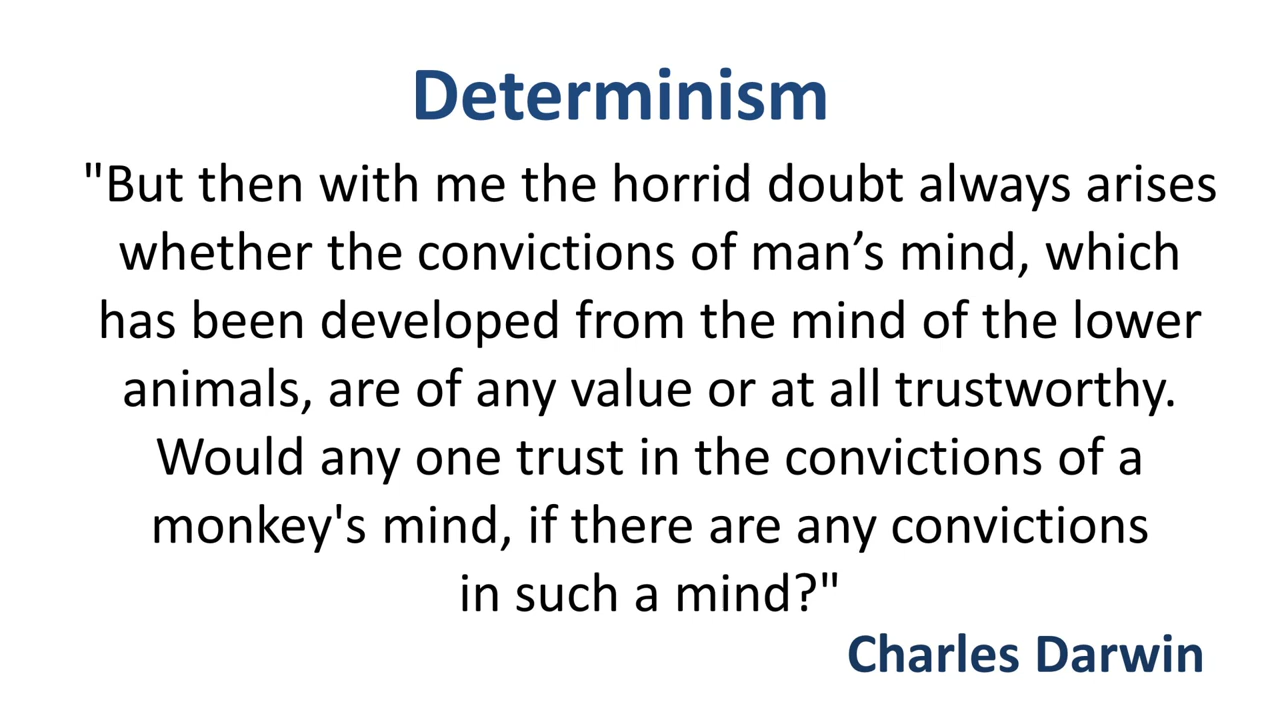 Determinism
"But then with me the horrid doubt always arises
whether the convictions of man’s mind, which
has been developed from the mind of the lower
animals, are of any value or at all trustworthy.
Would any one trust in the convictions of a
monkey's mind, if there are any convictions
in such a mind?"
Charles Darwin